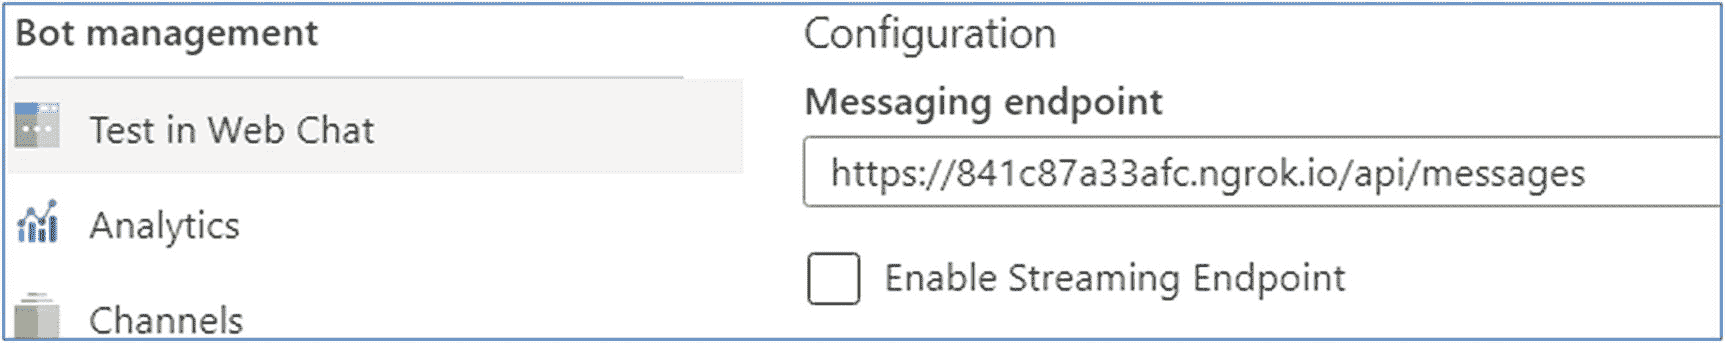 Bot management
Test in Web Chat
Analytics
Channels
Configuration
Messaging endpoint
https://841c87a33afc.ngrok.io/api/messages
Enable Streaming Endpoint